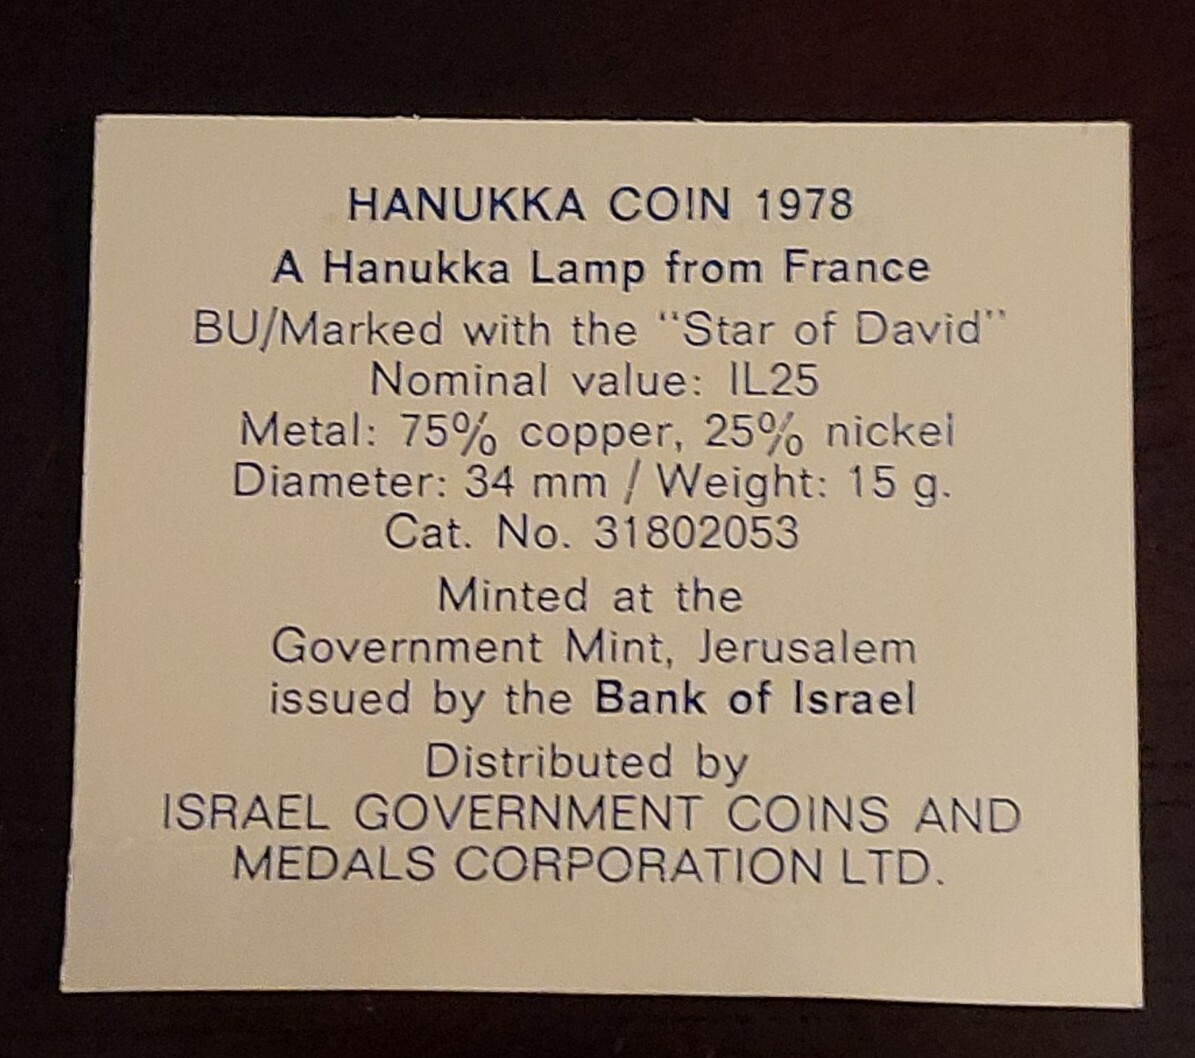 HANUKKA COIN 1978
A Hanukka Lamp from France
BU/Marked with the "Star of David"
Nominal value: IL25
Metal: 75% copper, 25% nickel
Diameter: 34 mm / Weight: 15 g.
Cat. No. 31802053
Minted at the
Government Mint, Jerusalem
issued by the Bank of Israel
Distributed by
ISRAEL GOVERNMENT COINS AND
MEDALS CORPORATION LTD.